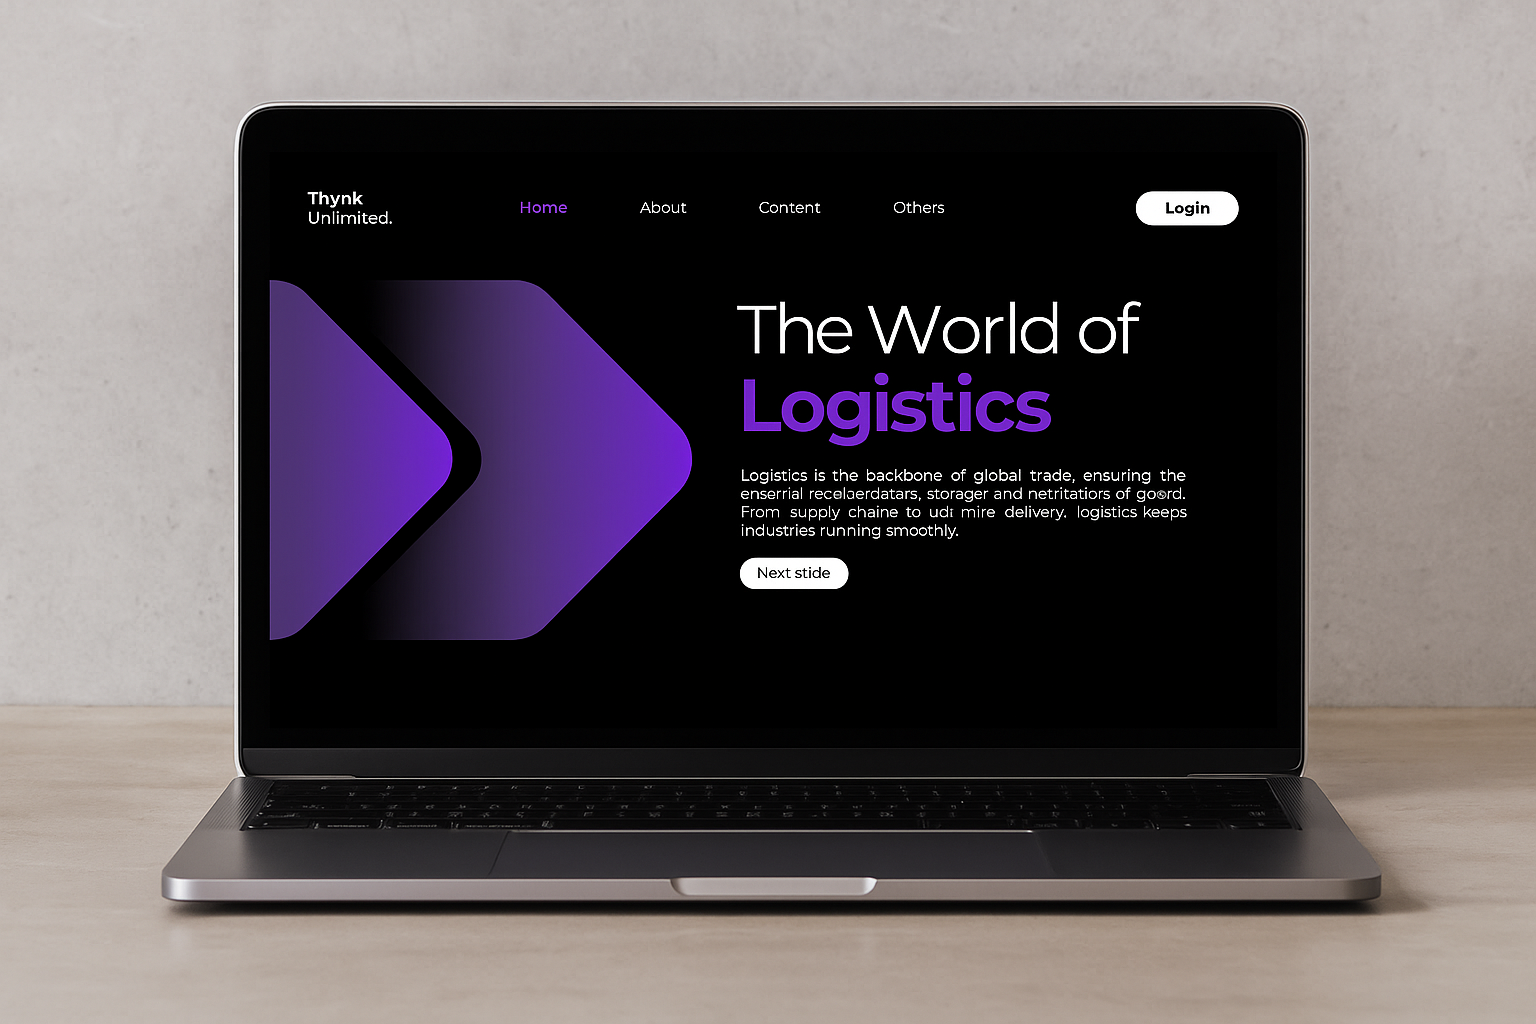 Thynk
Unlimited.
Home
About
Content
Others
Login
The World of
Logistics
Logistics is the backbone of global trade, ensuring the
enserrial recelaerdatars, storager and netritatiors of goord.
From supply chaine to udt mire delivery. logistics keeps
industries running smoothly.
Next stide